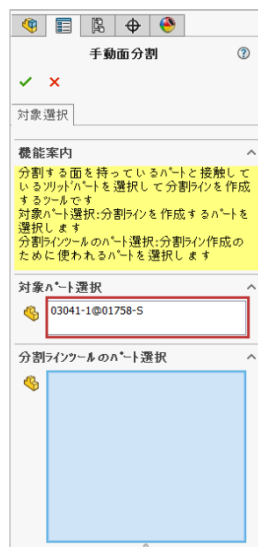 手動面分割
対象選択
機能案内
分割する面を持っているﾊﾟｰﾄと接触して
いるｿﾘｯﾄﾞﾊﾟｰﾄを選択して分割ﾗｲﾝを作成
するﾂｰﾙです
対象ﾊﾟｰﾄ選択:分割ﾗｲﾝを作成するﾊﾟｰﾄを
選択します
分割ﾗｲﾝﾂｰﾙのﾊﾟｰﾄ選択:分割ﾗｲﾝ作成の
ために使われるﾊﾟｰﾄを選択します
対象ﾊﾟｰﾄ選択
03041-1@01758-S
分割ﾗｲﾝﾂｰﾙのﾊﾟｰﾄ選択